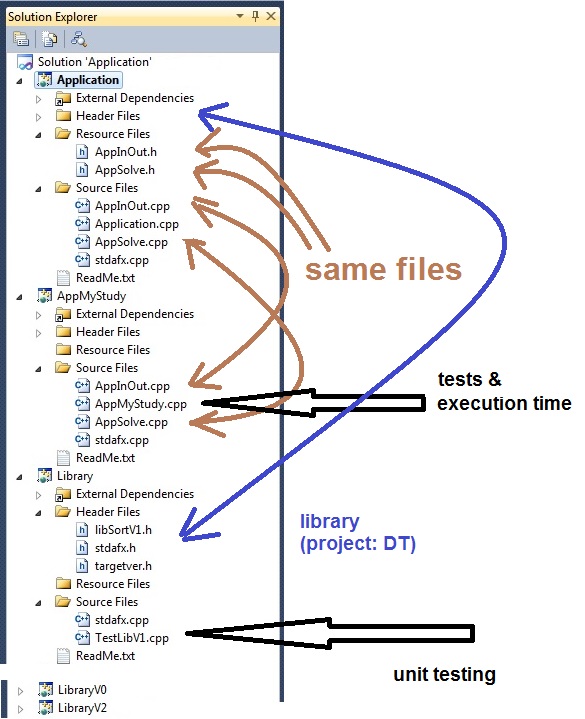 Solution Explorer
Solution 'Application'
Application
External Dependencies
Header Files
Resource Files
AppInOut.h
AppSolve.h
Source Files
AppInOut.cpp
Application.cpp
AppSolve.cpp
stdafx.cpp
ReadMe.txt
same files
AppMyStudy
External Dependencies
Header Files
Resource Files
Source Files
AppInOut.cpp
AppMyStudy.cpp
AppSolve.cpp
stdafx.cpp
ReadMe.txt
tests &
execution time
Library
External Dependencies
Header Files
libSortV1.h
stdafx.h
targetver.h
Resource Files
Source Files
stdafx.cpp
TestLibV1.cpp
ReadMe.txt
library
(project: DT)
unit testing
LibraryV0
LibraryV2